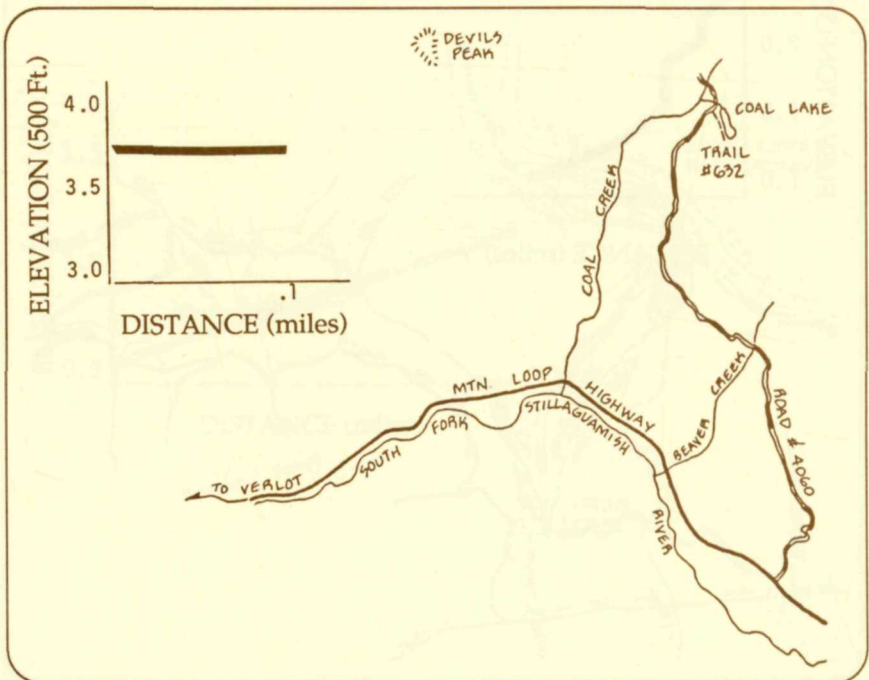 DEVILS
PEAK
ELEVATION (500 Ft.)
4.0
3.5
3.0
.1
DISTANCE (miles)
COAL LAKE
TRAIL
#632
COAL CREEK
MTN. LOOP HIGHWAY
SOUTH FORK STILLAGUAMISH RIVER
BEAVER CREEK
ROAD # 4060
TO VERLOT